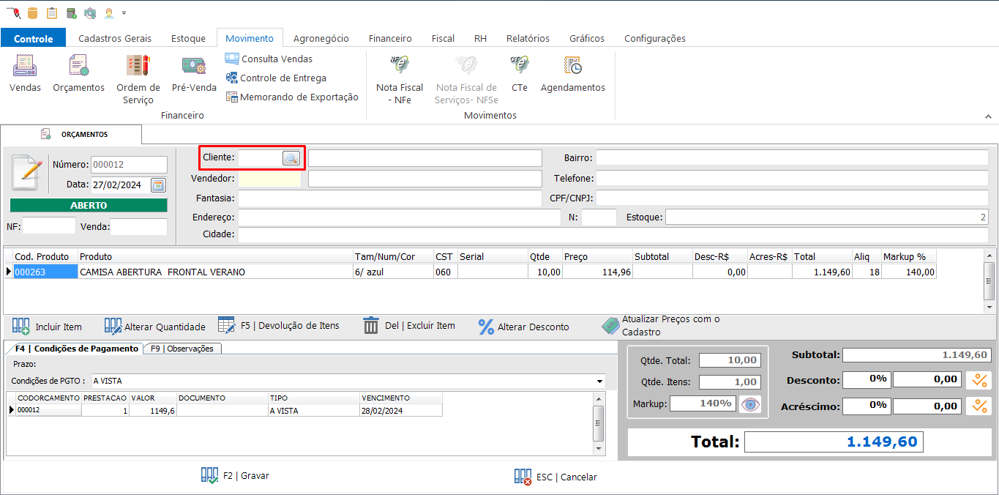 Controle Cadastros Gerais Estoque Movimento Agronegócio Financeiro Fiscal RH Relatórios Gráficos Configurações
Vendas
Orçamentos
Ordem de
Serviço
Pré-Venda
Consulta Vendas
Controle de Entrega
Memorando de Exportação
Financeiro
Nota Fiscal
- NFe
Nota Fiscal de
Serviços- NFSe
CTe
Agendamentos
Movimentos
ORÇAMENTOS
Número: 000012
Data: 27/02/2024
ABERTO
NF: Venda:
Cliente:
Vendedor:
Fantasia:
Endereço: N: Estoque: 2
Cidade:
Bairro:
Telefone:
CPF/CNPJ:
Cod. Produto Produto Tam/Num/Cor CST Serial Qtde Preço Subtotal Desc-R$ Acres-R$ Total Aliq Markup %
000263 CAMISA ABERTURA  FRONTAL VERANO 6/ azul 060 10,00 114,96 0,00 1.149,60 18 140,00
Incluir Item
Alterar Quantidade
F5 | Devolução de Itens
Del | Excluir Item
Alterar Desconto
Atualizar Preços com o
Cadastro
F4 | Condições de Pagamento F9 | Observações
Prazo:
Condições de PGTO : A VISTA
CODORCAMENTO PRESTACAO VALOR DOCUMENTO TIPO VENCIMENTO
000012 1 1149,6 A VISTA 28/02/2024
Qtde. Total: 10,00
Qtde. Itens: 1,00
Markup: 140%
Subtotal: 1.149,60
Desconto: 0% 0,00
Acréscimo: 0% 0,00
Total: 1.149,60
F2 | Gravar
ESC | Cancelar